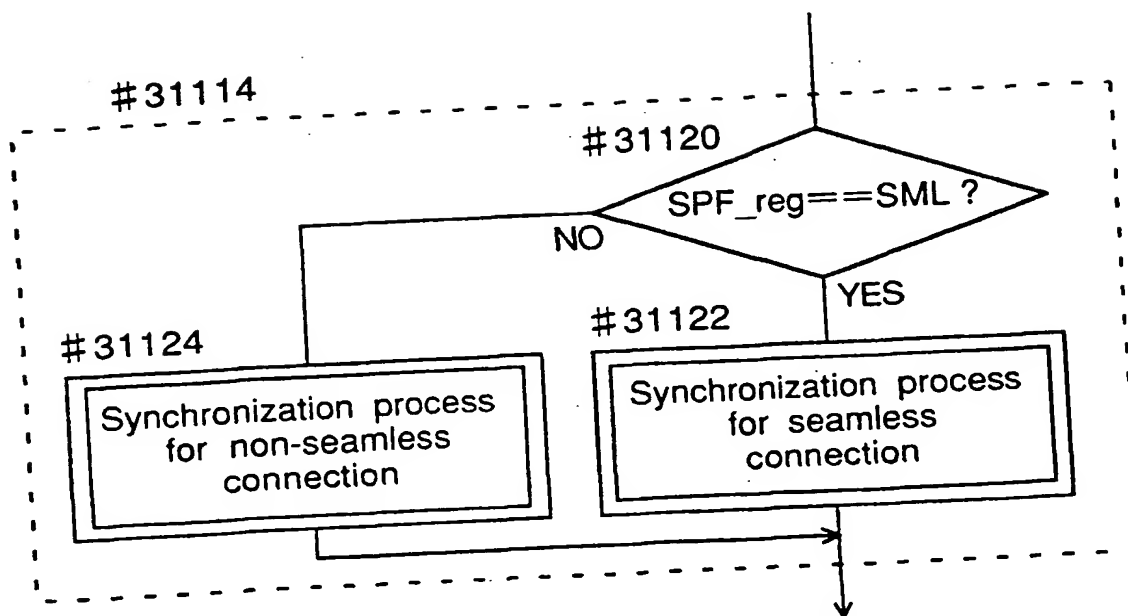 #31114
#31120
SPF_reg==SML ?
NO
YES
#31124
#31122
Synchronization process
for non-seamless
connection
Synchronization process
for seamless
connection